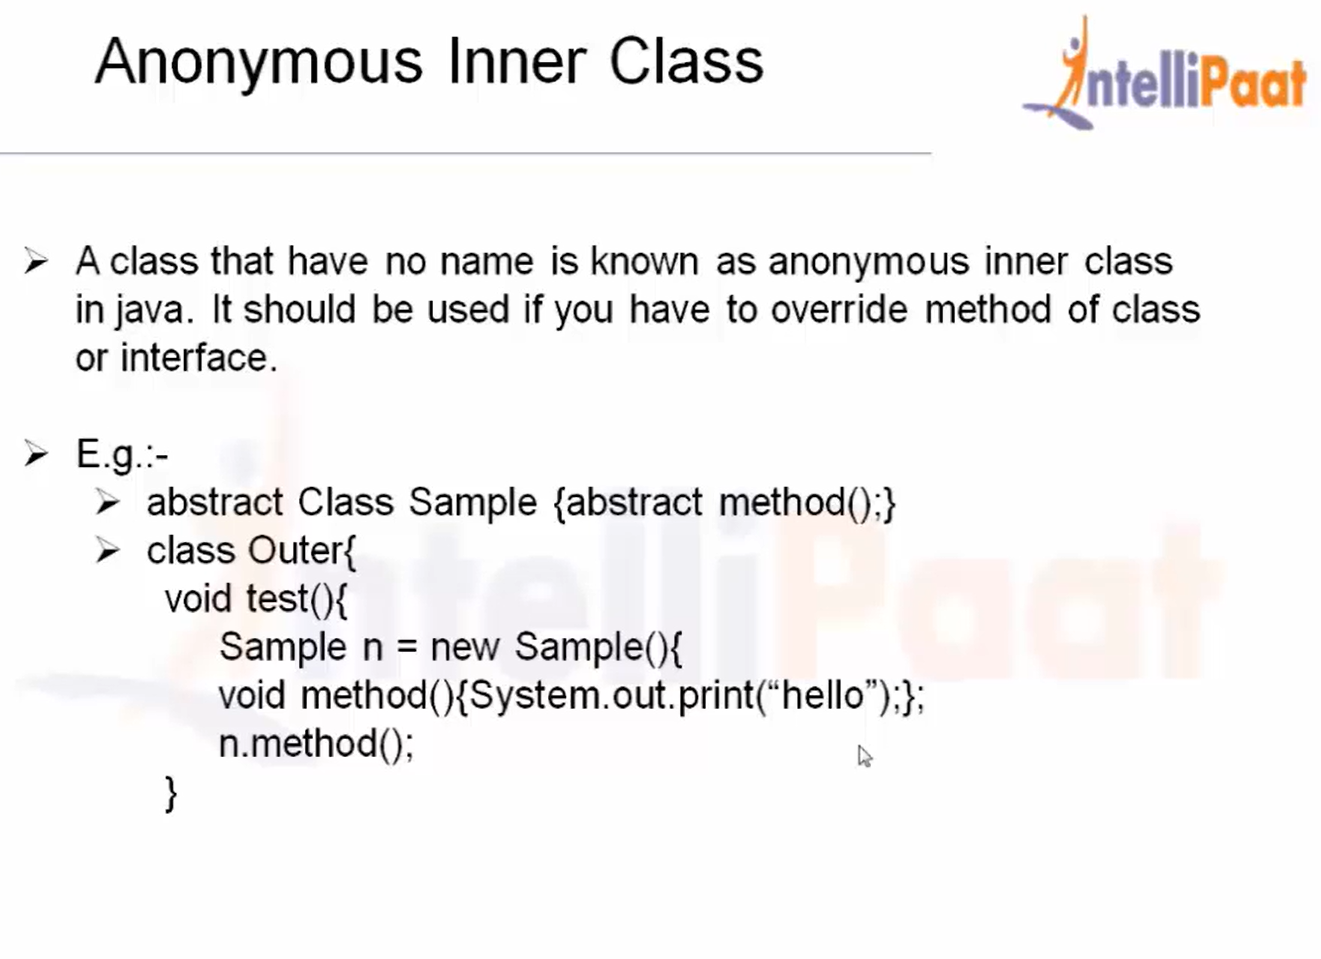 Anonymous Inner Class
IntelliPaat
A class that have no name is known as anonymous inner class
in java. It should be used if you have to override method of class
or interface.
E.g.:-
abstract Class Sample {abstract method();}
class Outer{
void test(){
Sample n = new Sample(){
void method(){System.out.print(“hello”);};
n.method();
}
IntelliPaat